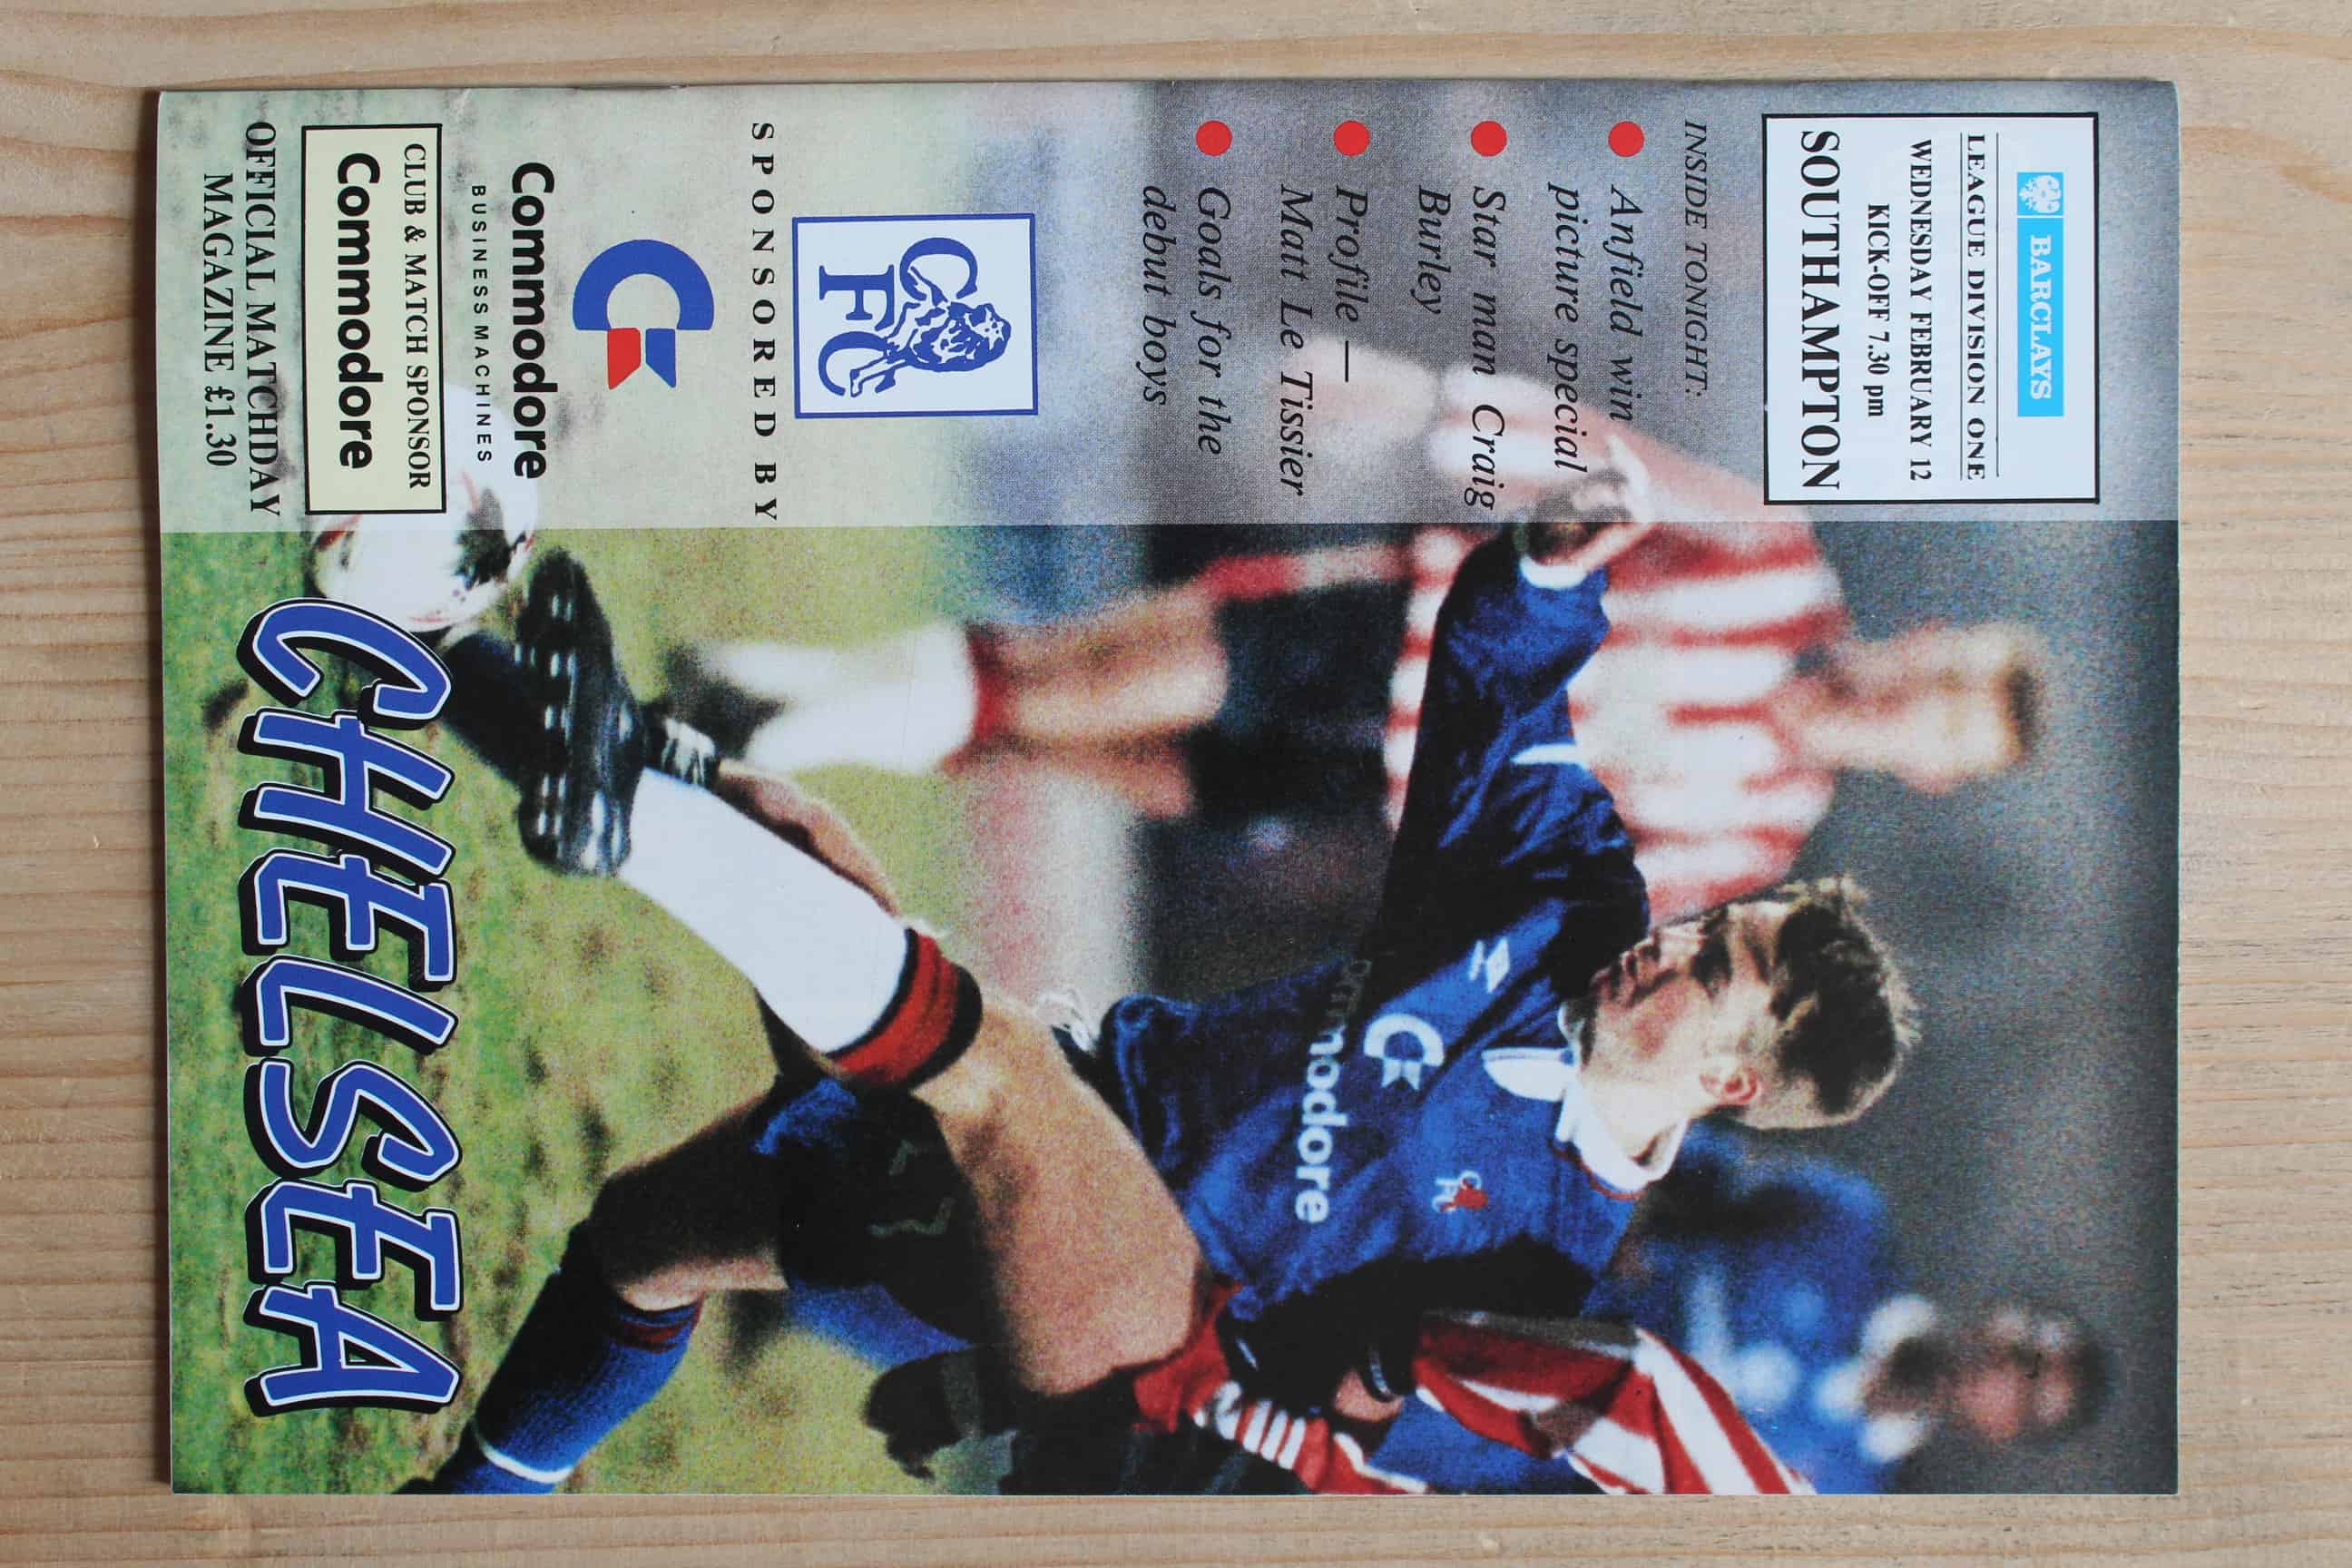 BARCLAYS
LEAGUE DIVISION ONE
WEDNESDAY FEBRUARY 12
KICK-OFF 7.30 pm
SOUTHAMPTON
INSIDE TONIGHT:
Anfield win
picture special
Star man Craig
Burley
Profile —
Matt Le Tissier
Goals for the
debut boys
CFC
SPONSORED BY
Commodore
BUSINESS MACHINES
CLUB & MATCH SPONSOR
Commodore
OFFICIAL MATCHDAY
MAGAZINE £1.30
CFC
ommodore
CHELSEA